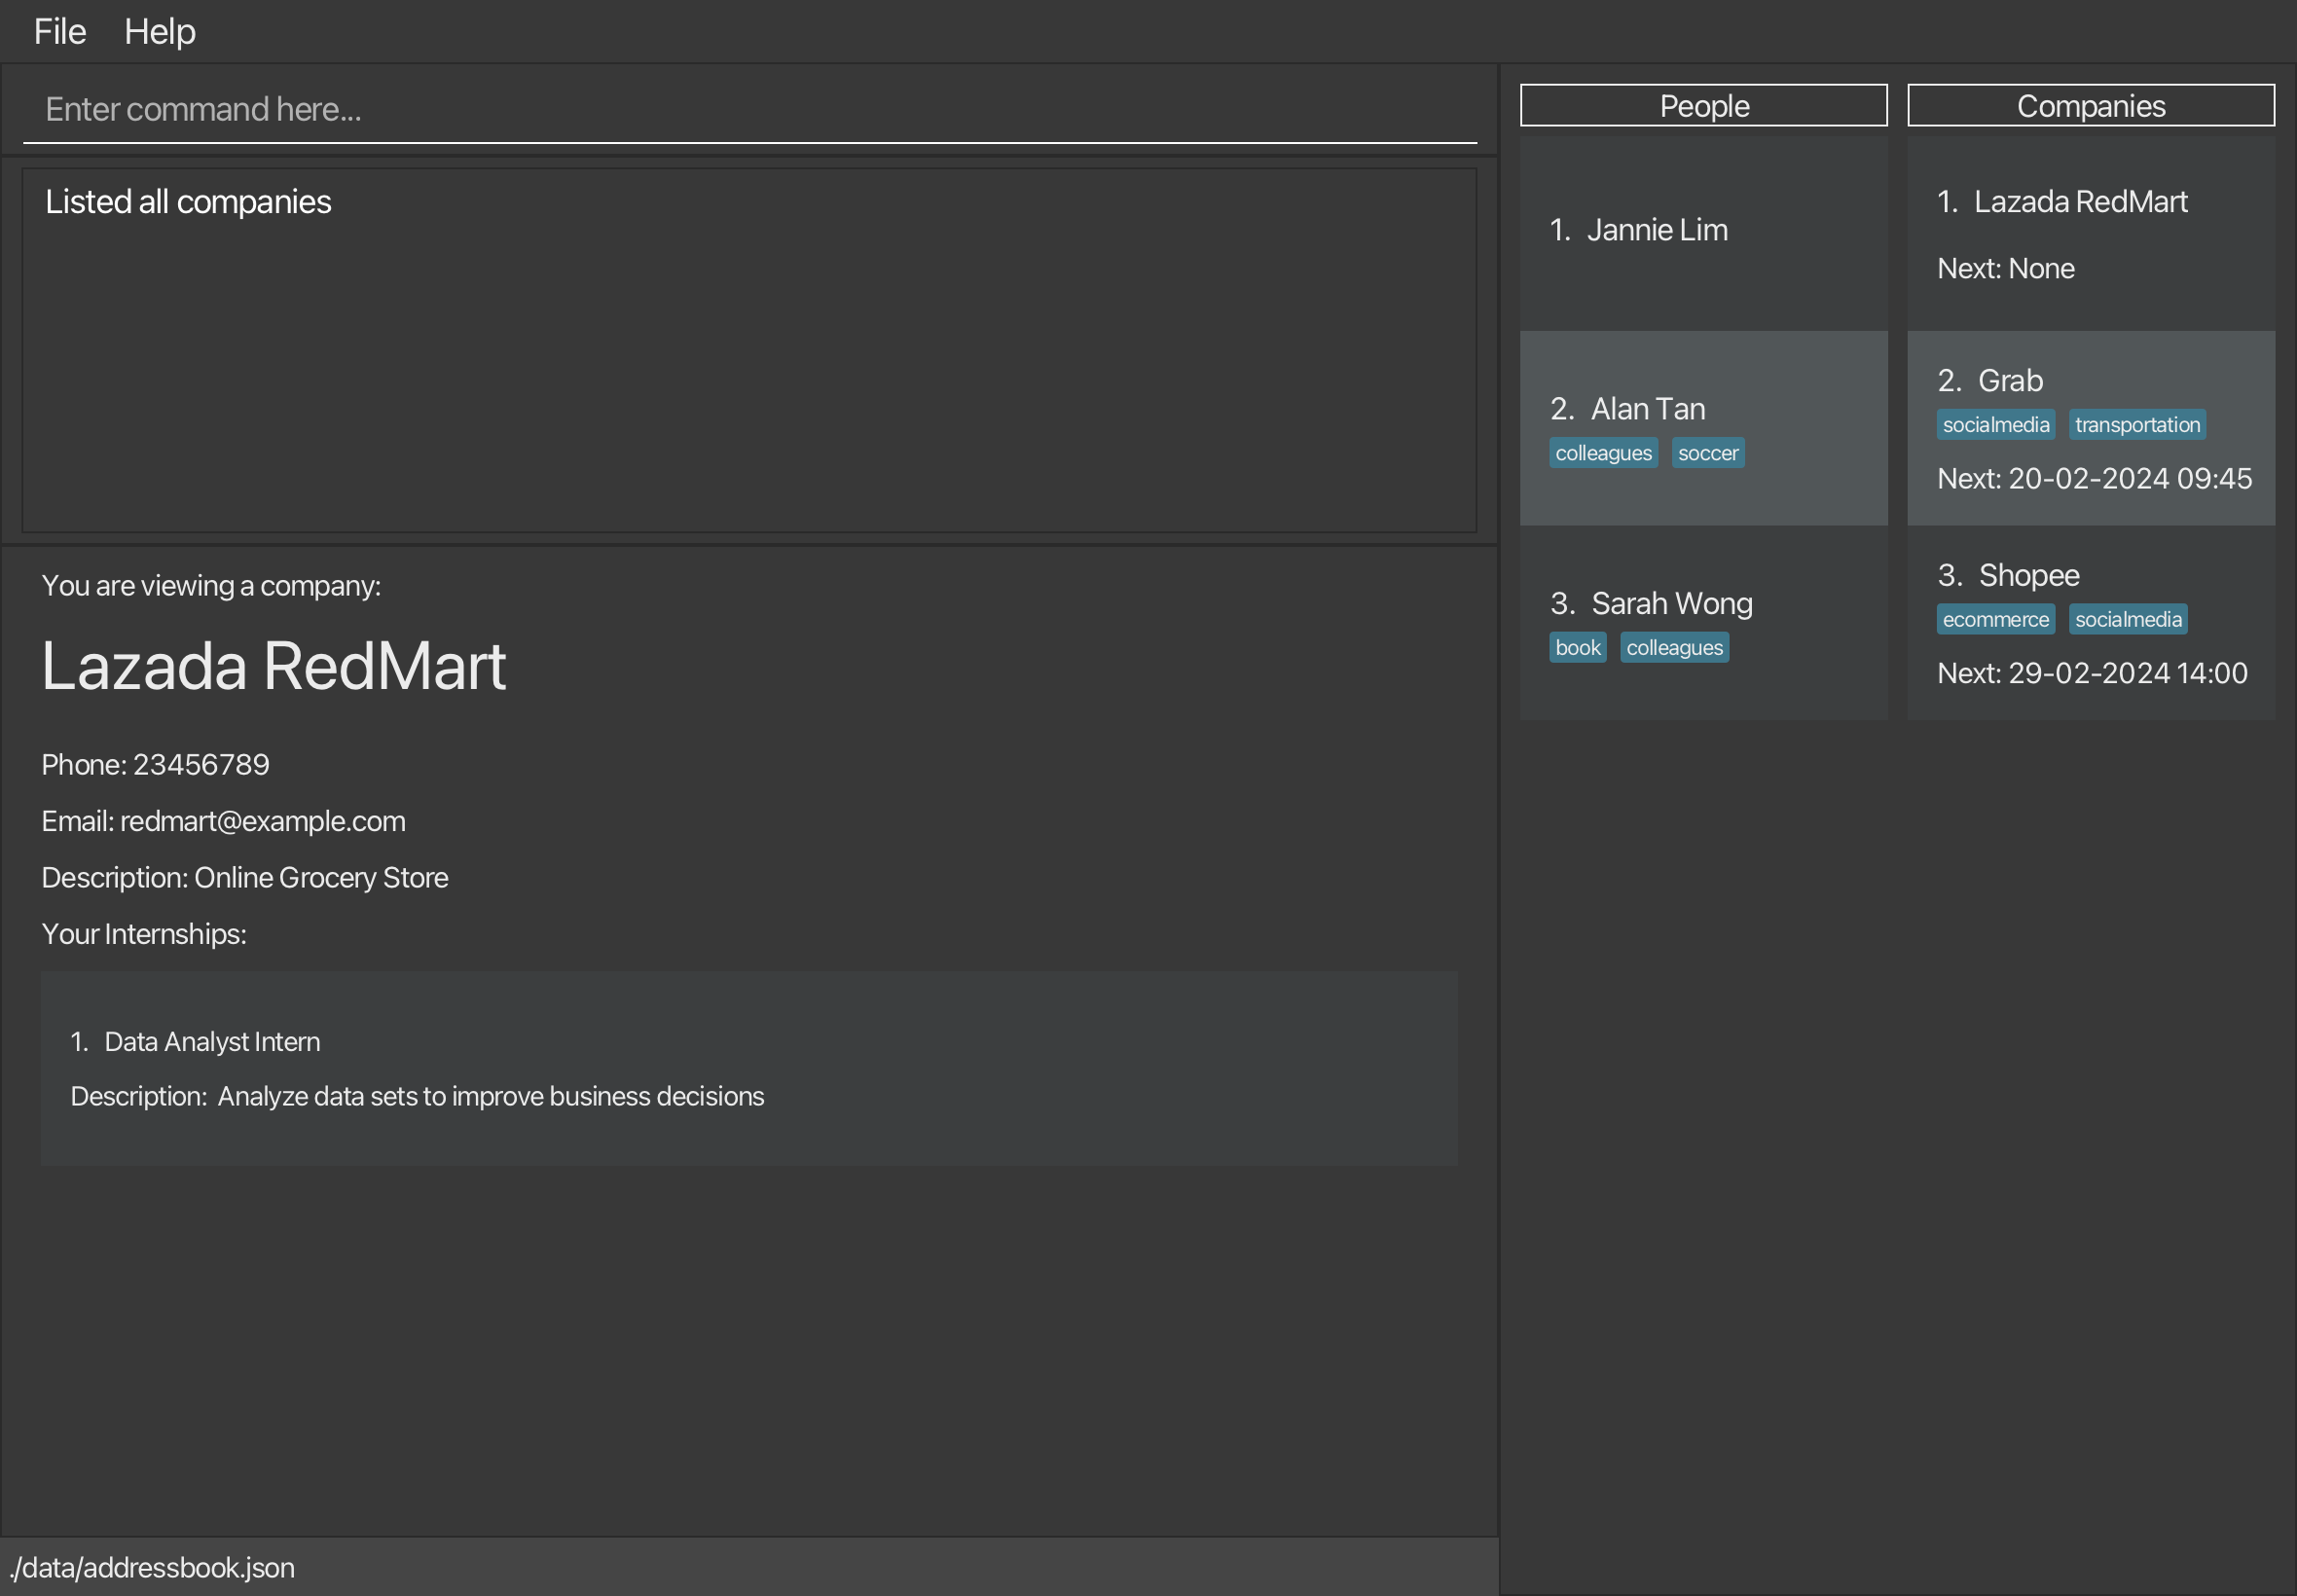 File Help
Enter command here...
Listed all companies
You are viewing a company:
Lazada RedMart
Phone: 23456789
Email: redmart@example.com
Description: Online Grocery Store
Your Internships:
1. Data Analyst Intern
Description: Analyze data sets to improve business decisions
./data/addressbook.json
People
1. Jannie Lim
2. Alan Tan
colleagues soccer
3. Sarah Wong
book colleagues
Companies
1. Lazada RedMart
Next: None
2. Grab
socialmedia transportation
Next: 20-02-2024 09:45
3. Shopee
ecommerce socialmedia
Next: 29-02-2024 14:00